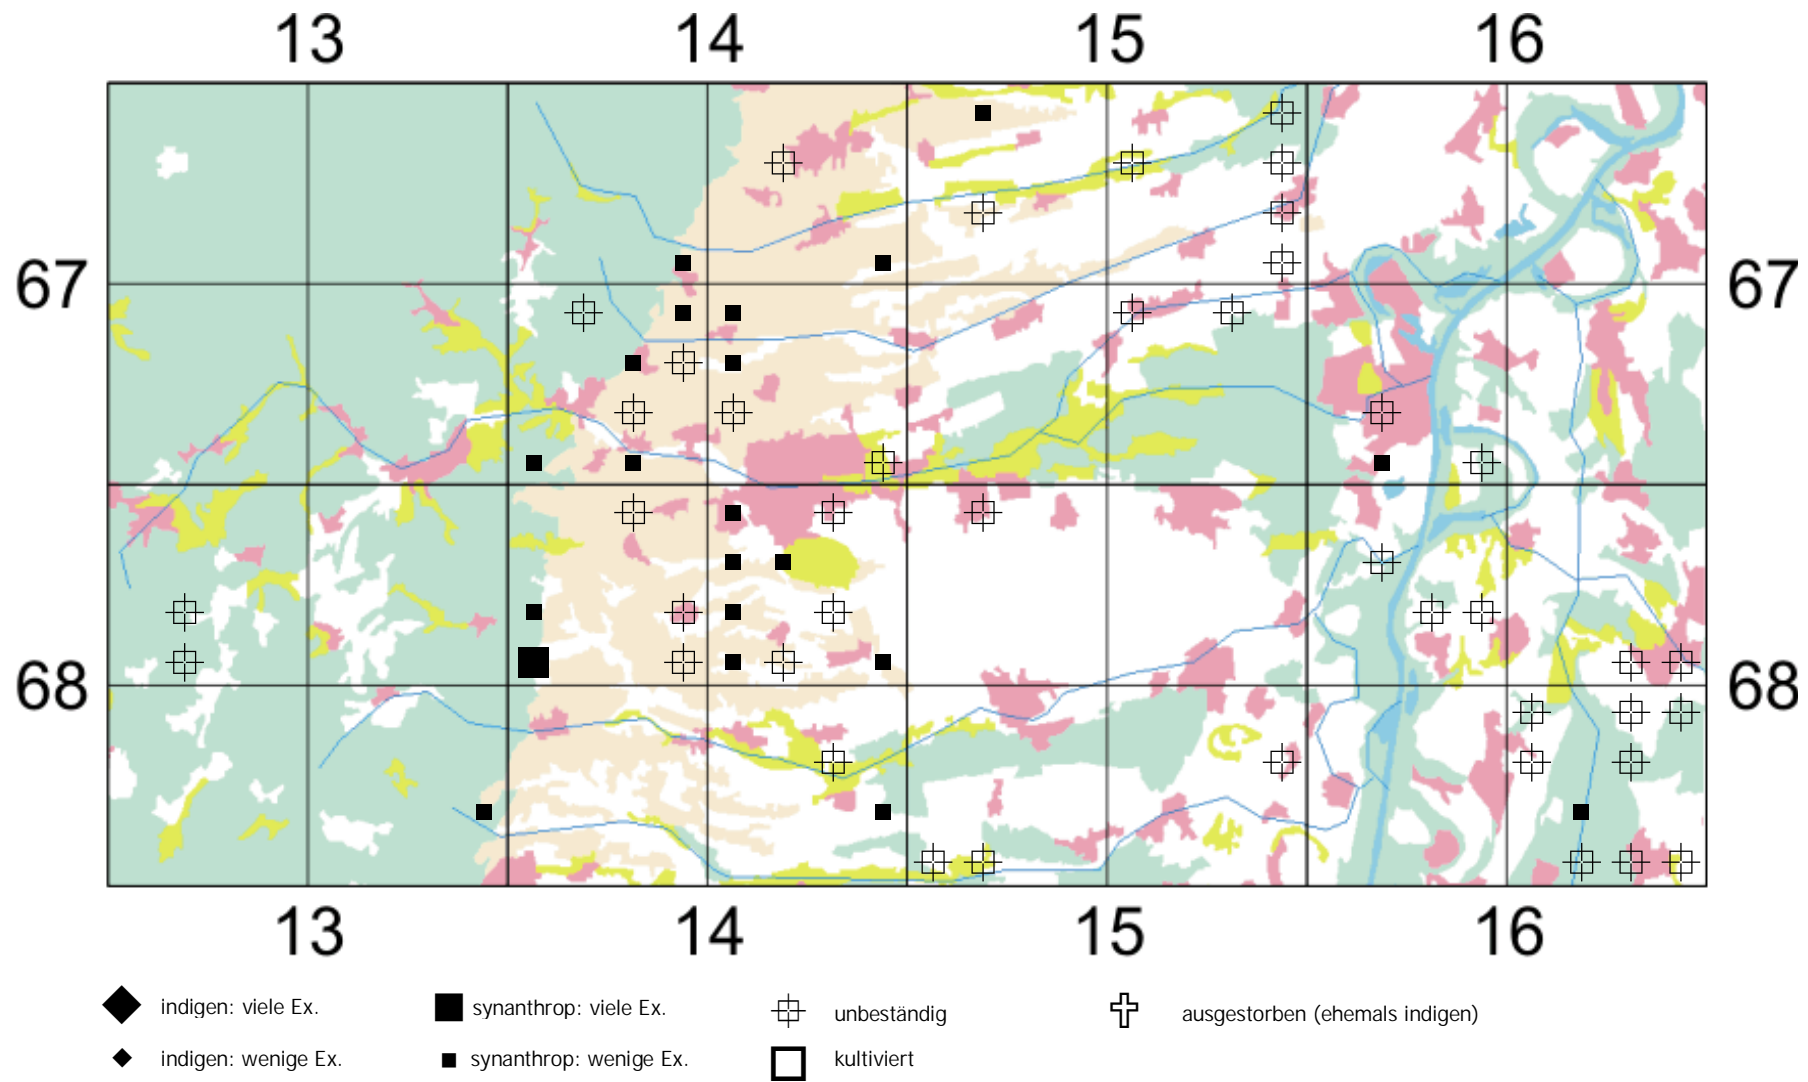 13 14 15 16
67 67
68 68
13 14 15 16
indigen: viele Ex. synanthrop: viele Ex. unbeständig ausgestorben (ehemals indigen)
indigen: wenige Ex. synanthrop: wenige Ex. kultiviert